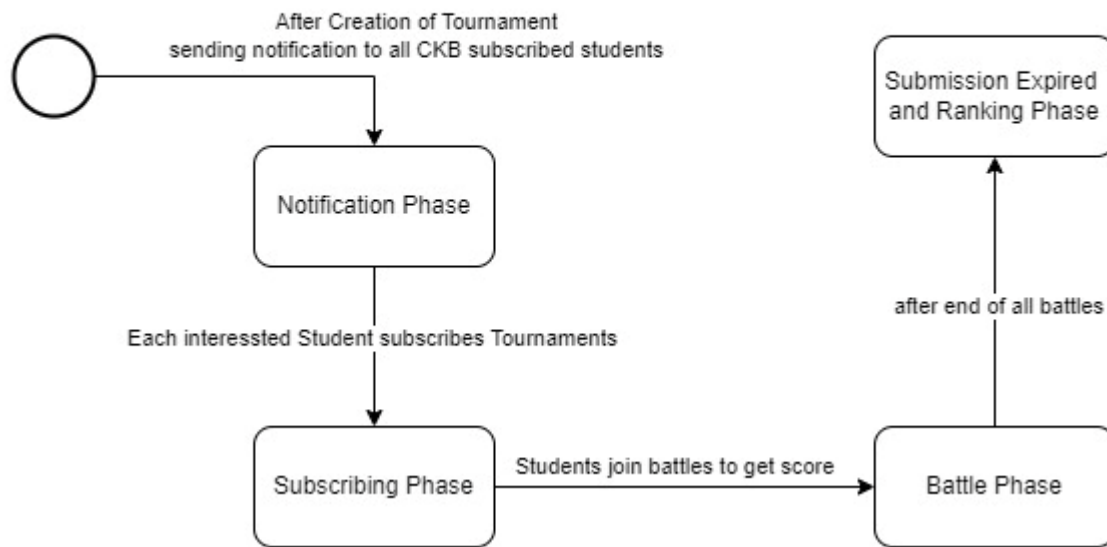 After Creation of Tournament
sending notification to all CKB subscribed students
Notification Phase
Each interessted Student subscribes Tournaments
Subscribing Phase
Students join battles to get score
Battle Phase
after end of all battles
Submission Expired
and Ranking Phase